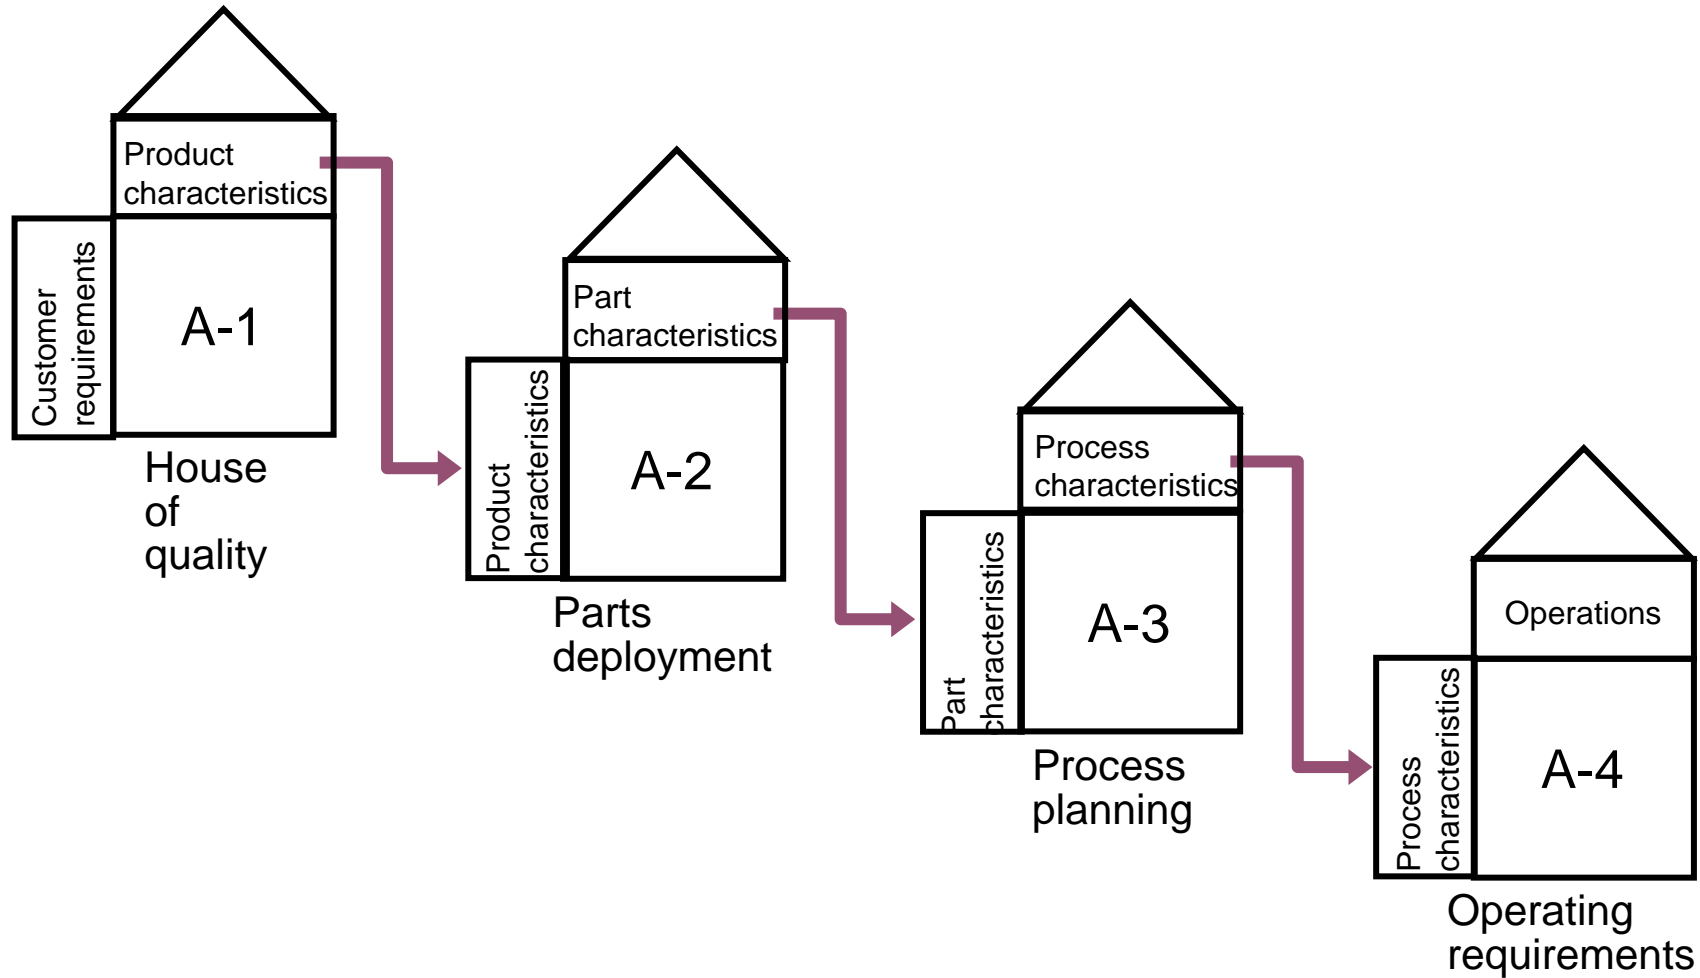 Product
characteristics
Customer
requirements
A-1
House
of
quality
Part
characteristics
Product
characteristics
A-2
Parts
deployment
Process
characteristics
Part
characteristics
A-3
Process
planning
Operations
Process
characteristics
A-4
Operating
requirements